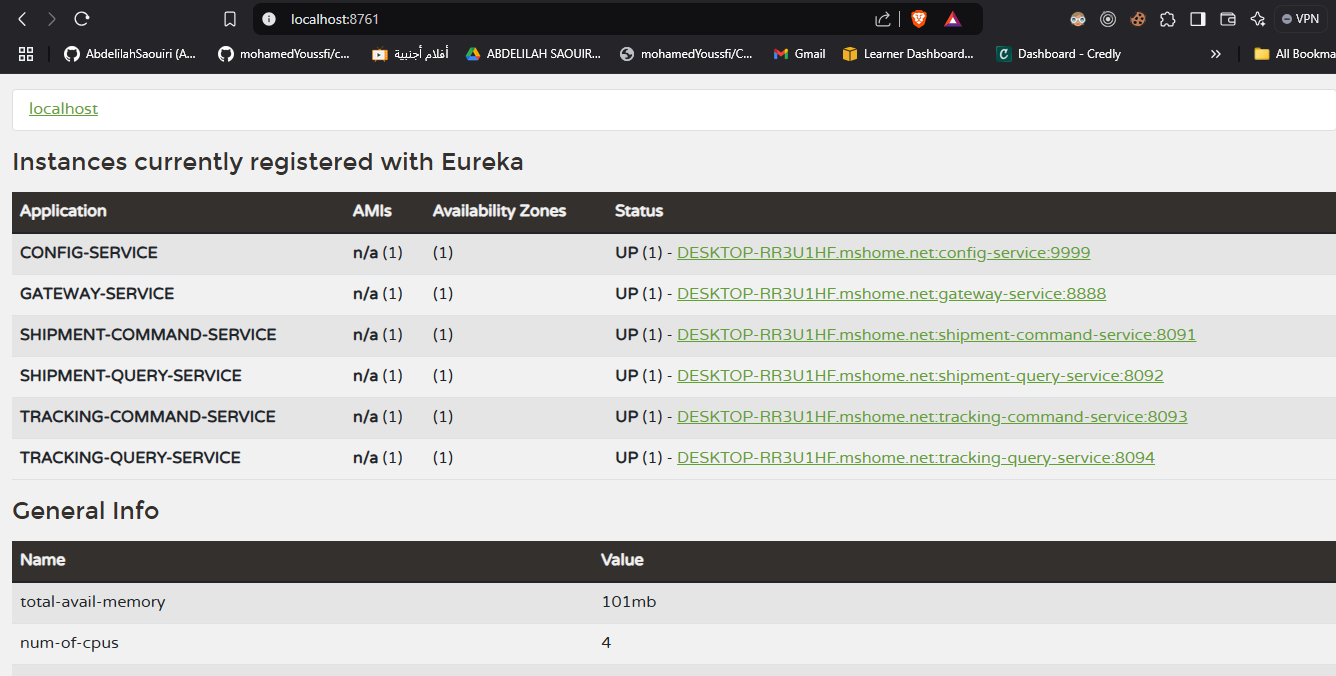 localhost:8761
VPN
AbdelilahSaouiri (A...
mohamedYoussfi/c...
أفلام أجنبية
ABDELILAH SAOUIR...
mohamedYoussfi/C...
Gmail
Learner Dashboard...
Dashboard - Credly
»
All Bookma
localhost
Instances currently registered with Eureka
Application AMIs Availability Zones Status
CONFIG-SERVICE n/a (1) (1) UP (1) - DESKTOP-RR3U1HF.mshome.net:config-service:9999
GATEWAY-SERVICE n/a (1) (1) UP (1) - DESKTOP-RR3U1HF.mshome.net:gateway-service:8888
SHIPMENT-COMMAND-SERVICE n/a (1) (1) UP (1) - DESKTOP-RR3U1HF.mshome.net:shipment-command-service:8091
SHIPMENT-QUERY-SERVICE n/a (1) (1) UP (1) - DESKTOP-RR3U1HF.mshome.net:shipment-query-service:8092
TRACKING-COMMAND-SERVICE n/a (1) (1) UP (1) - DESKTOP-RR3U1HF.mshome.net:tracking-command-service:8093
TRACKING-QUERY-SERVICE n/a (1) (1) UP (1) - DESKTOP-RR3U1HF.mshome.net:tracking-query-service:8094
General Info
Name Value
total-avail-memory 101mb
num-of-cpus 4